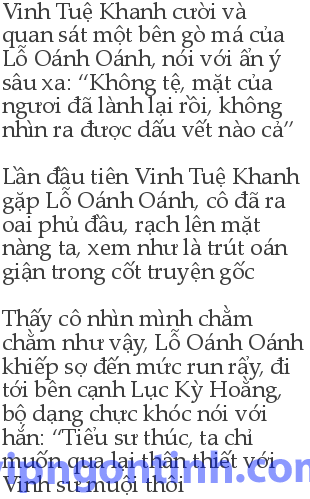 Vinh Tuệ Khanh cười và
quan sát một bên gò má của
Lỗ Oánh Oánh, nói với ẩn ý
sâu xa: “Không tệ, mặt của
ngươi đã lành lại rồi, không
nhìn ra được dấu vết nào cả”
Lần đầu tiên Vinh Tuệ Khanh
gặp Lỗ Oánh Oánh, cô đã ra
oai phủ đầu, rạch lên mặt
nàng ta, xem như là trút oán
giận trong cốt truyện gốc
Thấy cô nhìn mình chằm
chằm như vậy, Lỗ Oánh Oánh
khiếp sợ đến mức run rẩy, đi
tới bên cạnh Lục Kỳ Hoằng,
bộ dạng chực khóc nói với
hắn: “Tiểu sư thúc, ta chỉ
muốn qua lại thân thiết với
Vinh sư muội thôi
vipngontinh.com